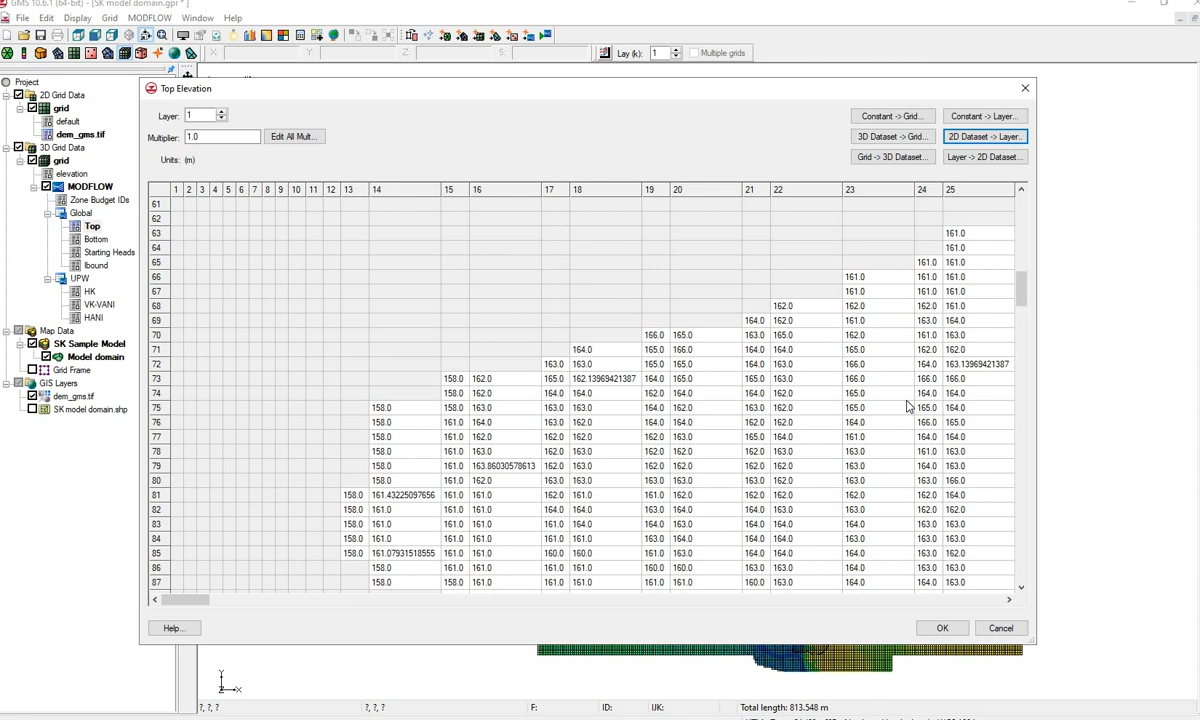 GMS 10.6.1 (64-bit) - [SK model domain.gpr * ]
File Edit Display Grid MODFLOW Window Help
X: Y: Z: S: Lay (k): 1 Multiple grids
Project
2D Grid Data
grid
default
dem_gms.tif
3D Grid Data
grid
elevation
MODFLOW
Zone Budget IDs
Global
Top
Bottom
Starting Heads
Ibound
UPW
HK
VK-VANI
HANI
Map Data
SK Sample Model
Model domain
Grid Frame
GIS Layers
dem_gms.tif
SK model domain.shp
Top Elevation
Layer: 1
Multiplier: 1.0 Edit All Mult...
Units: (m)
Constant -> Grid... Constant -> Layer...
3D Dataset -> Grid... 2D Dataset -> Layer..
Grid -> 3D Dataset... Layer -> 2D Dataset...
1 2 3 4 5 6 7 8 9 10 11 12 13 14 15 16 17 18 19 20 21 22 23 24 25
61
62
63 161.0
64 161.0
65 161.0 161.0
66 161.0 161.0 161.0
67 161.0 161.0 161.0
68 162.0 162.0 162.0 161.0
69 164.0 162.0 161.0 163.0 164.0
70 166.0 165.0 163.0 165.0 162.0 161.0 163.0
71 164.0 165.0 166.0 164.0 164.0 165.0 162.0 162.0
72 163.0 163.0 165.0 165.0 164.0 163.0 166.0 164.0 163.13969421387
73 158.0 162.0 165.0 162.13969421387 164.0 165.0 165.0 163.0 166.0 166.0 166.0
74 158.0 162.0 164.0 164.0 162.0 165.0 164.0 162.0 165.0 164.0 164.0
75 158.0 158.0 163.0 163.0 163.0 164.0 162.0 163.0 162.0 165.0 165.0 164.0
76 158.0 161.0 164.0 163.0 162.0 164.0 164.0 162.0 162.0 164.0 166.0 165.0
77 158.0 161.0 162.0 162.0 162.0 162.0 163.0 165.0 164.0 161.0 164.0 164.0
78 158.0 161.0 163.0 162.0 163.0 162.0 162.0 163.0 163.0 164.0 161.0 163.0
79 158.0 161.0 163.86030578613 162.0 163.0 162.0 162.0 163.0 163.0 163.0 164.0 163.0
80 158.0 161.0 162.0 163.0 163.0 163.0 163.0 162.0 162.0 163.0 163.0 166.0
81 158.0 161.43225097656 161.0 161.0 162.0 161.0 161.0 162.0 162.0 163.0 164.0 162.0 164.0
82 158.0 161.0 161.0 161.0 164.0 164.0 163.0 162.0 164.0 163.0 163.0 162.0 162.0
83 158.0 161.0 161.0 161.0 161.0 163.0 164.0 163.0 164.0 162.0 164.0 163.0 163.0
84 158.0 161.0 161.0 161.0 161.0 161.0 163.0 164.0 164.0 163.0 164.0 163.0 163.0
85 158.0 161.07931518555 161.0 161.0 160.0 160.0 161.0 163.0 164.0 164.0 164.0 163.0 162.0
86 158.0 161.0 161.0 161.0 161.0 160.0 160.0 163.0 163.0 164.0 163.0 163.0
87 158.0 158.0 161.0 161.0 161.0 161.0 161.0 160.0 163.0 164.0 164.0 163.0
Help... OK Cancel
?, ?, ? ?, ?, ? F: ID: IJK: Total length: 813.548 m